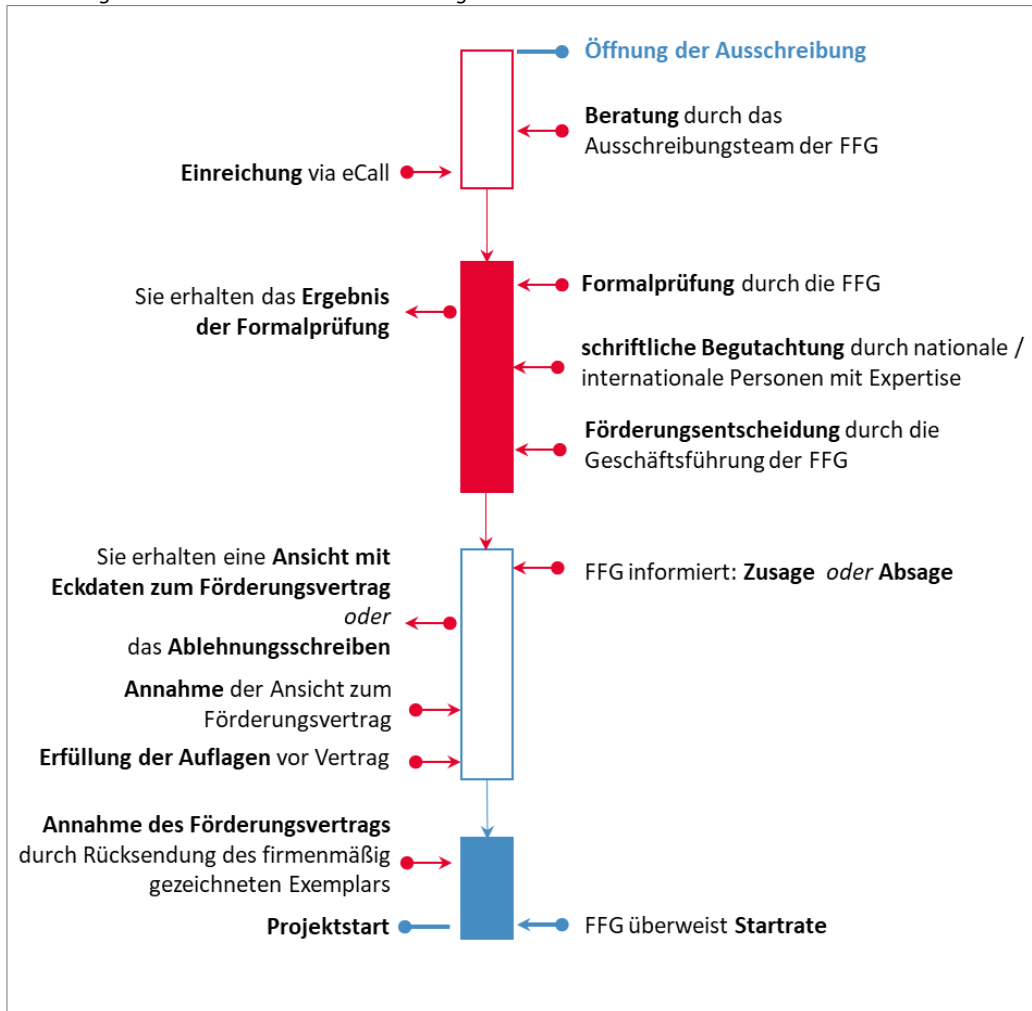 Öffnung der Ausschreibung
Beratung durch das
Ausschreibungsteam der FFG
Einreichung via eCall
Formalprüfung durch die FFG
Sie erhalten das Ergebnis
der Formalprüfung
schriftliche Begutachtung durch nationale /
internationale Personen mit Expertise
Förderungsentscheidung durch die
Geschäftsführung der FFG
FFG informiert: Zusage oder Absage
Sie erhalten eine Ansicht mit
Eckdaten zum Förderungsvertrag
oder
das Ablehnungsschreiben
Annahme der Ansicht zum
Förderungsvertrag
Erfüllung der Auflagen vor Vertrag
Annahme des Förderungsvertrags
durch Rücksendung des firmenmäßig
gezeichneten Exemplars
Projektstart
FFG überweist Startrate